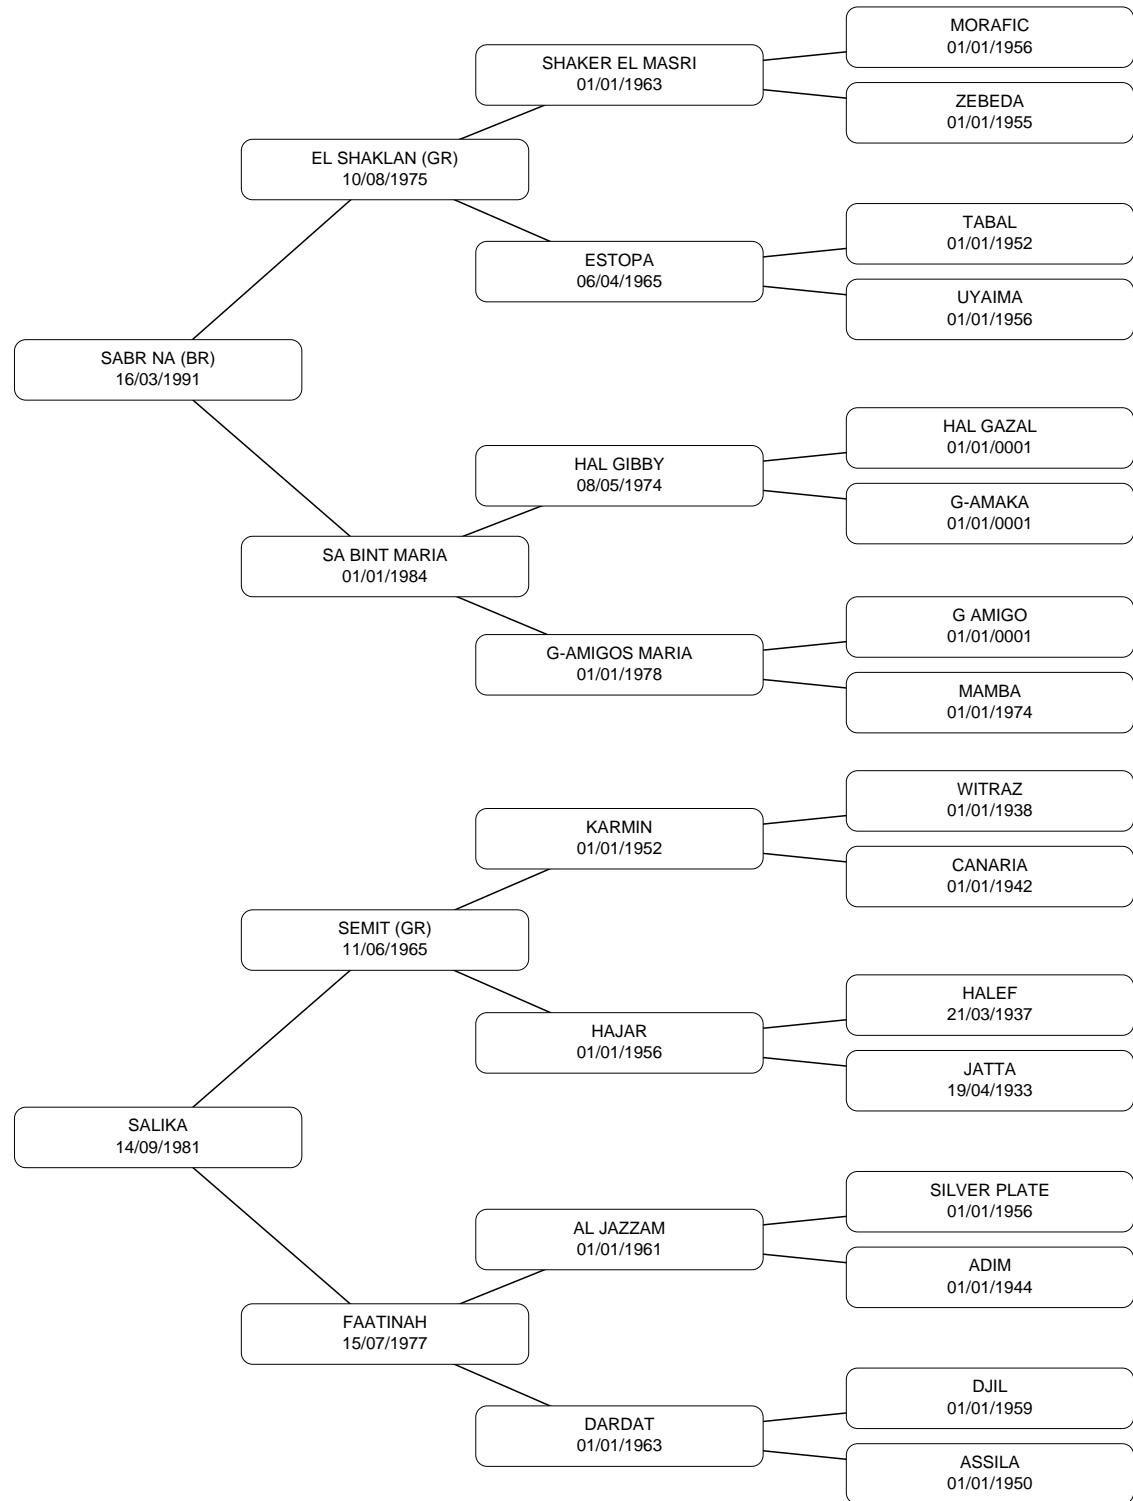 MORAFIC
01/01/1956
SHAKER EL MASRI
01/01/1963
ZEBEDA
01/01/1955
EL SHAKLAN (GR)
10/08/1975
TABAL
01/01/1952
ESTOPA
06/04/1965
UYAIMA
01/01/1956
SABR NA (BR)
16/03/1991
HAL GAZAL
01/01/0001
HAL GIBBY
08/05/1974
G-AMAKA
01/01/0001
SA BINT MARIA
01/01/1984
G AMIGO
01/01/0001
G-AMIGOS MARIA
01/01/1978
MAMBA
01/01/1974
WITRAZ
01/01/1938
KARMIN
01/01/1952
CANARIA
01/01/1942
SEMIT (GR)
11/06/1965
HALEF
21/03/1937
HAJAR
01/01/1956
JATTA
19/04/1933
SALIKA
14/09/1981
SILVER PLATE
01/01/1956
AL JAZZAM
01/01/1961
ADIM
01/01/1944
FAATINAH
15/07/1977
DJIL
01/01/1959
DARDAT
01/01/1963
ASSILA
01/01/1950